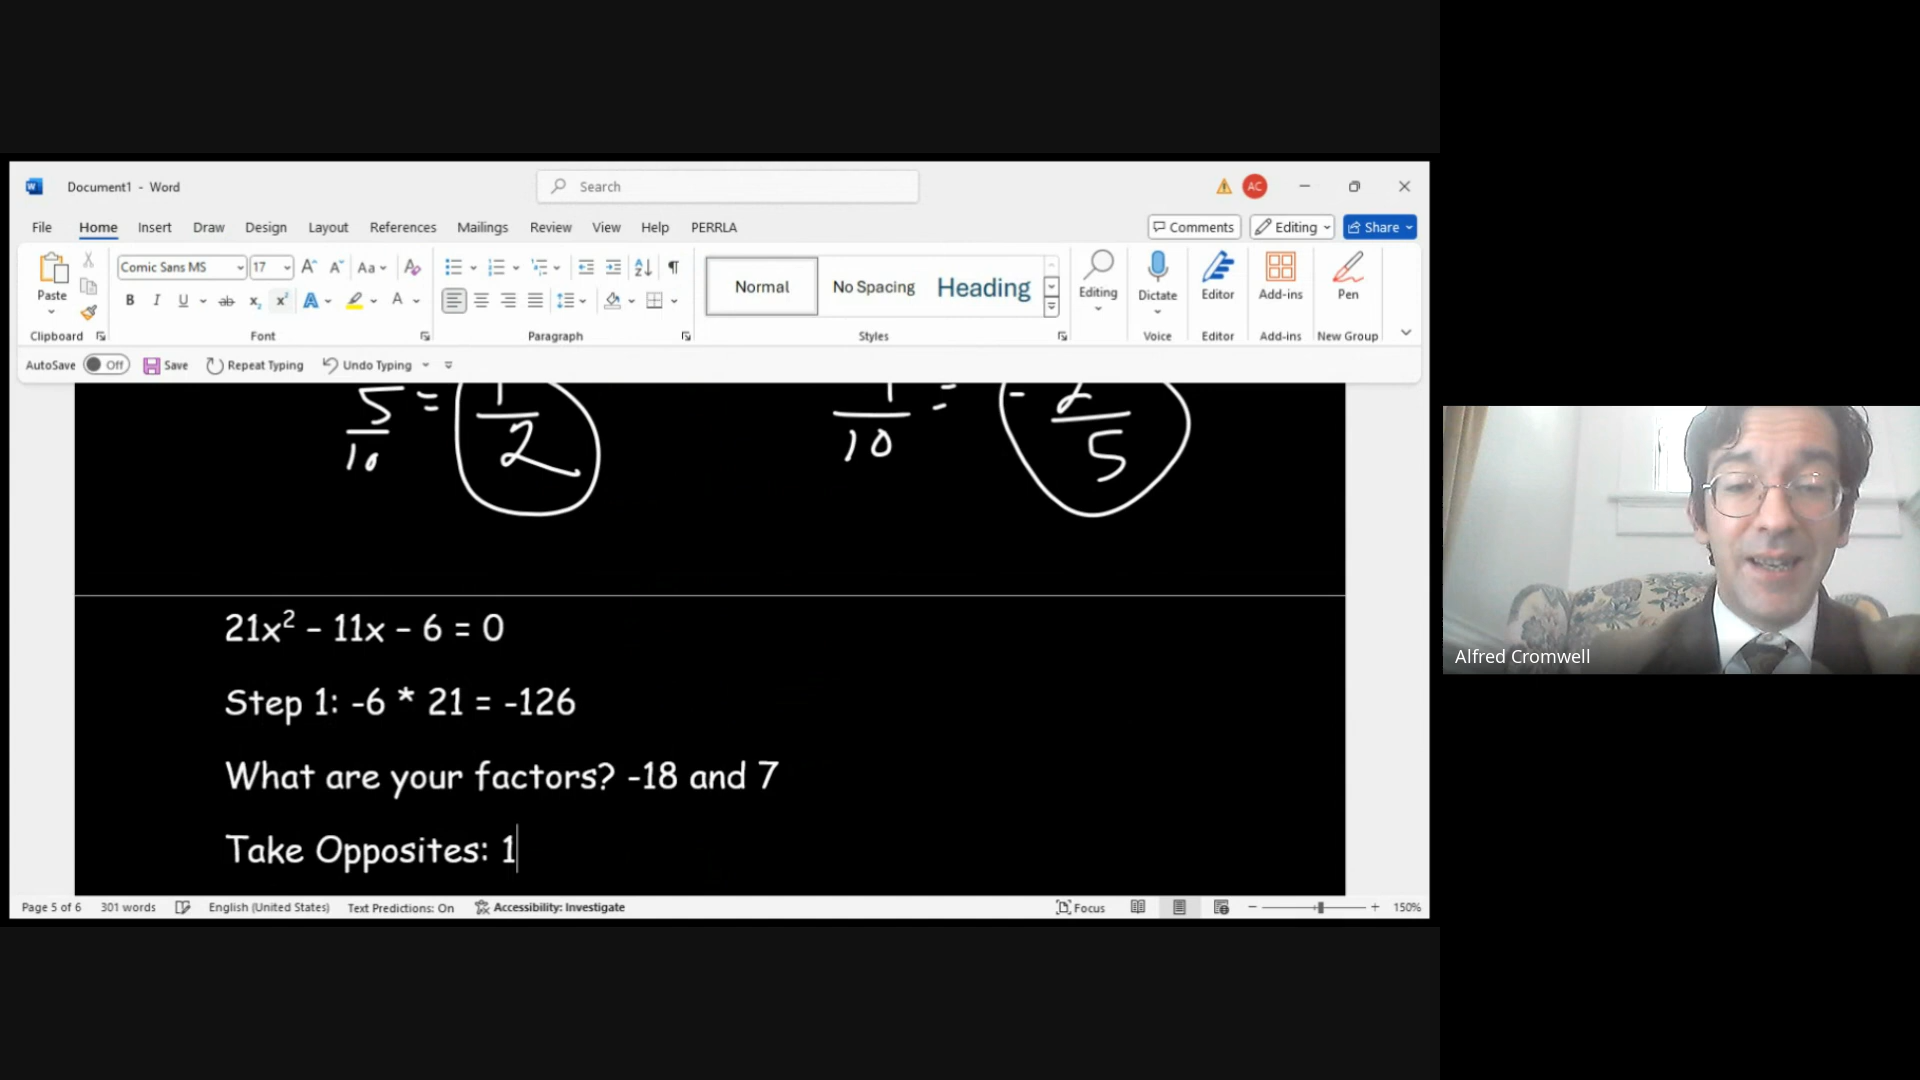 Document1 - Word
Search
AC
File Home Insert Draw Design Layout References Mailings Review View Help PERRLA
Comments Editing Share
Paste
Clipboard
Comic Sans MS 17
Font
Paragraph
Normal
No Spacing
Heading
Styles
Editing
Dictate
Voice
Editor
Editor
Add-ins
Add-ins
Pen
New Group
AutoSave Off Save Repeat Typing Undo Typing
5/10 = 1/2
1/10 = -2/5
21x² – 11x – 6 = 0
Step 1: -6 * 21 = -126
What are your factors? -18 and 7
Take Opposites: 1
Page 5 of 6 301 words English (United States) Text Predictions: On Accessibility: Investigate Focus 150%
Alfred Cromwell